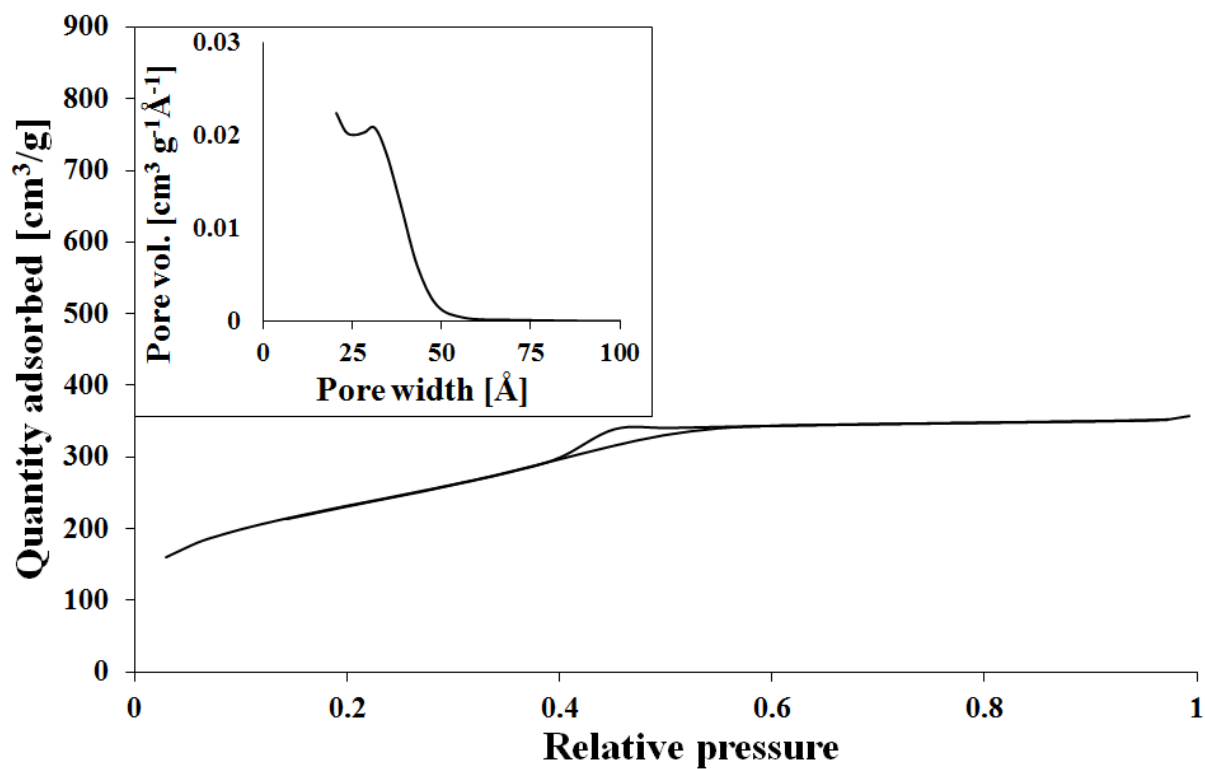 Quantity adsorbed [cm³/g]
900
800
700
600
500
400
300
200
100
0
0 0.2 0.4 0.6 0.8 1
Relative pressure
Pore vol. [cm³ g⁻¹Å⁻¹]
0.03
0.02
0.01
0
0 25 50 75 100
Pore width [Å]